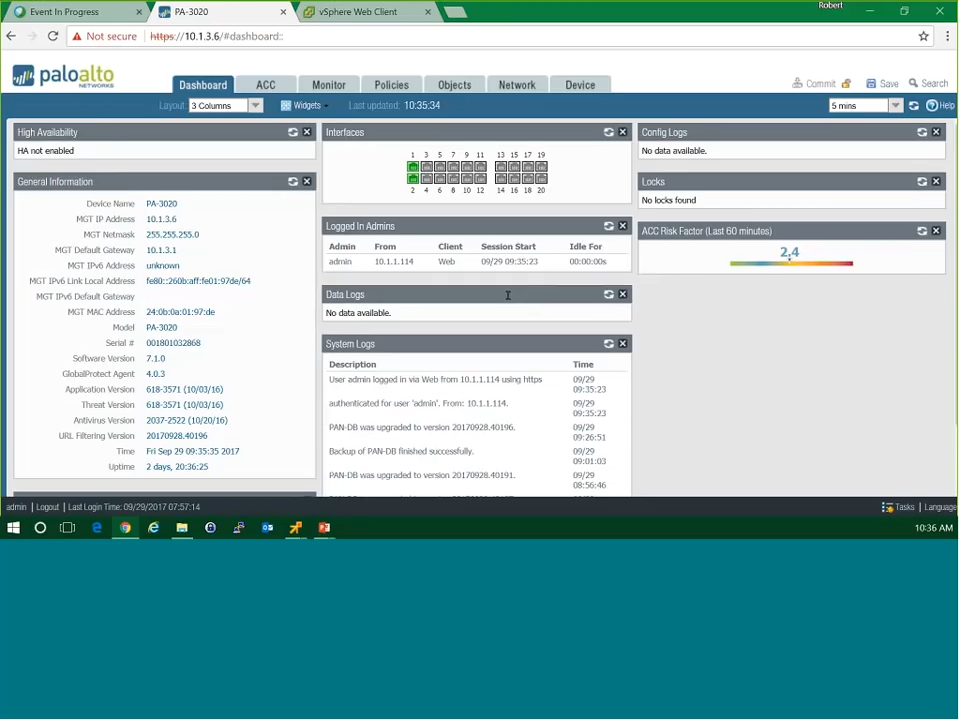 Robert
Event In Progress
PA-3020
vSphere Web Client
Not secure https://10.1.3.6/#dashboard::
paloalto
NETWORKS
Dashboard ACC Monitor Policies Objects Network Device
Commit Save Search
Layout: 3 Columns Widgets Last updated: 10:35:34 5 mins Help
High Availability
HA not enabled
General Information
Device Name PA-3020
MGT IP Address 10.1.3.6
MGT Netmask 255.255.255.0
MGT Default Gateway 10.1.3.1
MGT IPv6 Address unknown
MGT IPv6 Link Local Address fe80::260b:aff:fe01:97de/64
MGT IPv6 Default Gateway
MGT MAC Address 24:0b:0a:01:97:de
Model PA-3020
Serial # 001801032868
Software Version 7.1.0
GlobalProtect Agent 4.0.3
Application Version 618-3571 (10/03/16)
Threat Version 618-3571 (10/03/16)
Antivirus Version 2037-2522 (10/20/16)
URL Filtering Version 20170928.40196
Time Fri Sep 29 09:35:35 2017
Uptime 2 days, 20:36:25
Interfaces
1 3 5 7 9 11 13 15 17 19
2 4 6 8 10 12 14 16 18 20
Logged In Admins
Admin From Client Session Start Idle For
admin 10.1.1.114 Web 09/29 09:35:23 00:00:00s
Data Logs
No data available.
System Logs
Description Time
User admin logged in via Web from 10.1.1.114 using https 09/29
09:35:23
authenticated for user 'admin'. From: 10.1.1.114. 09/29
09:35:23
PAN-DB was upgraded to version 20170928.40196. 09/29
09:26:51
Backup of PAN-DB finished successfully. 09/29
09:01:03
PAN-DB was upgraded to version 20170928.40191. 09/29
08:56:46
Config Logs
No data available.
Locks
No locks found
ACC Risk Factor (Last 60 minutes)
2.4
admin | Logout | Last Login Time: 09/29/2017 07:57:14
Tasks | Language
10:36 AM